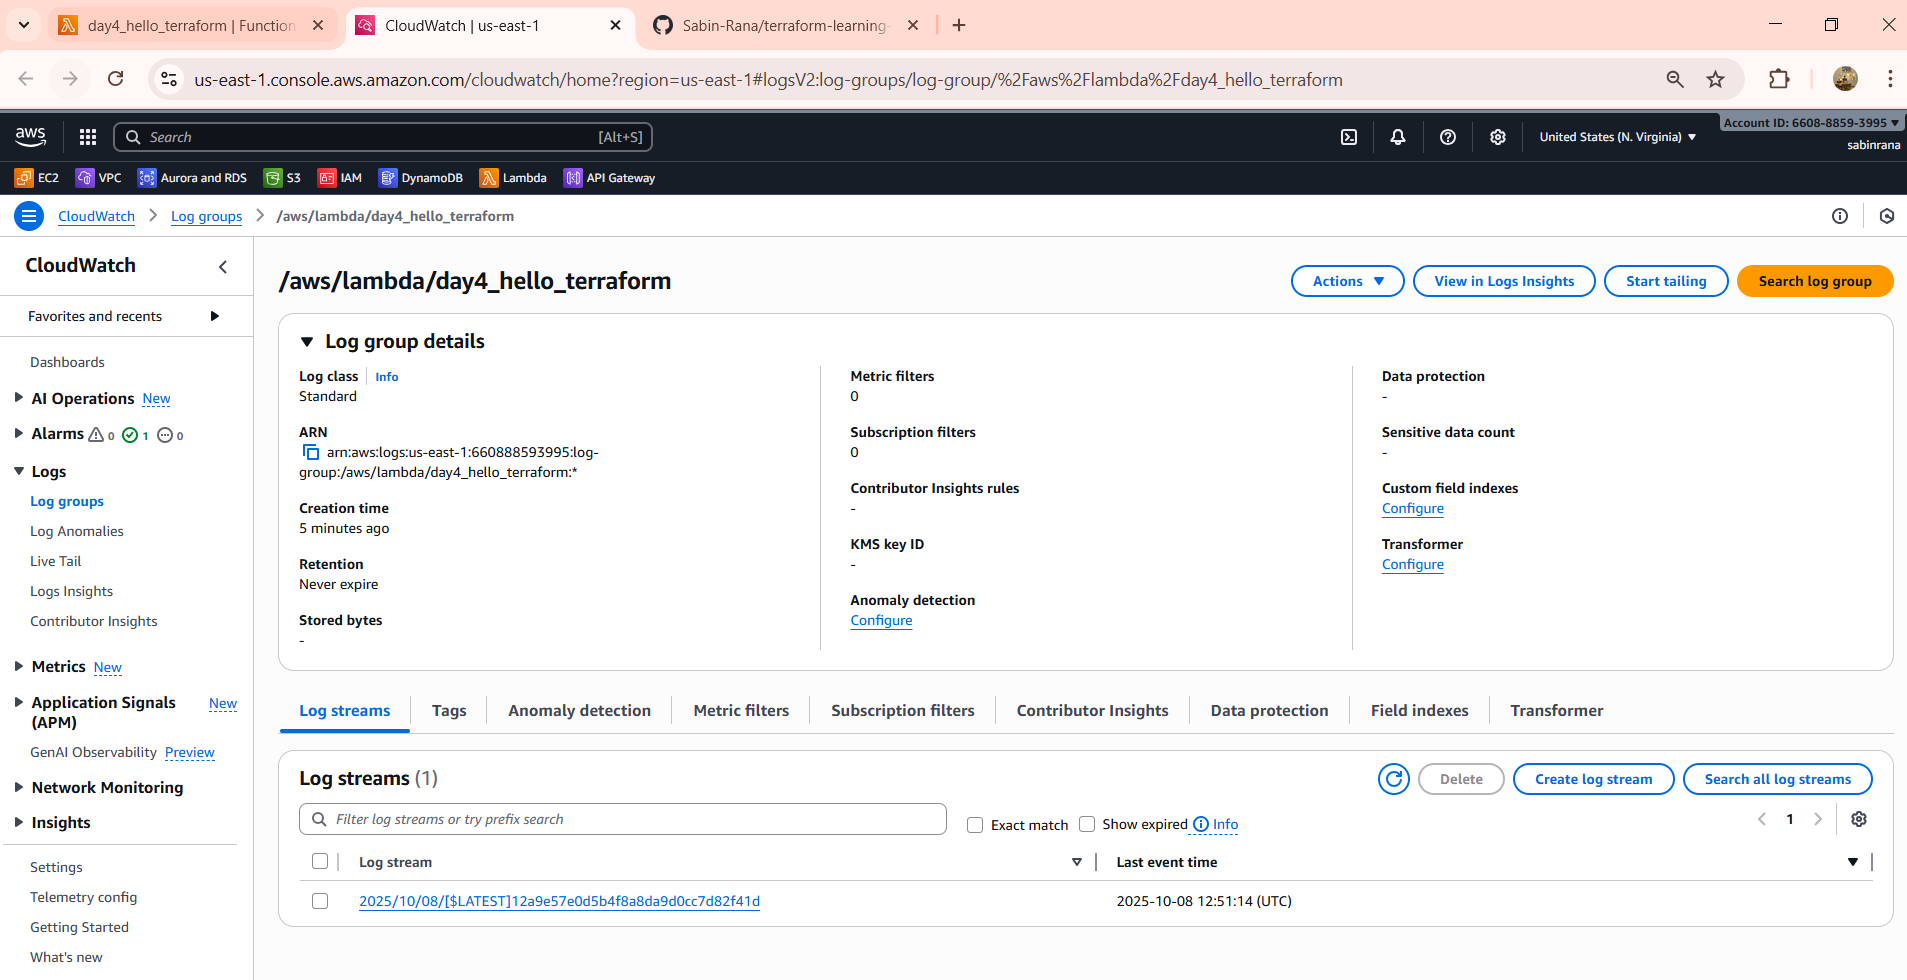 day4_hello_terraform | Function
CloudWatch | us-east-1
Sabin-Rana/terraform-learning-
us-east-1.console.aws.amazon.com/cloudwatch/home?region=us-east-1#logsV2:log-groups/log-group/%2Faws%2Flambda%2Fday4_hello_terraform
aws
Search
[Alt+S]
United States (N. Virginia)
Account ID: 6608-8859-3995
sabinrana
EC2
VPC
Aurora and RDS
S3
IAM
DynamoDB
Lambda
API Gateway
CloudWatch
Log groups
/aws/lambda/day4_hello_terraform
CloudWatch
Favorites and recents
Dashboards
AI Operations New
Alarms 0 1 0
Logs
Log groups
Log Anomalies
Live Tail
Logs Insights
Contributor Insights
Metrics New
Application Signals New
(APM)
GenAI Observability Preview
Network Monitoring
Insights
Settings
Telemetry config
Getting Started
What's new
/aws/lambda/day4_hello_terraform
Actions
View in Logs Insights
Start tailing
Search log group
Log group details
Log class Info
Standard
ARN
arn:aws:logs:us-east-1:660888593995:log-
group:/aws/lambda/day4_hello_terraform:*
Creation time
5 minutes ago
Retention
Never expire
Stored bytes
-
Metric filters
0
Subscription filters
0
Contributor Insights rules
-
KMS key ID
-
Anomaly detection
Configure
Data protection
-
Sensitive data count
-
Custom field indexes
Configure
Transformer
Configure
Log streams
Tags
Anomaly detection
Metric filters
Subscription filters
Contributor Insights
Data protection
Field indexes
Transformer
Log streams (1)
Delete
Create log stream
Search all log streams
Filter log streams or try prefix search
Exact match
Show expired
Info
1
Log stream
Last event time
2025/10/08/[$LATEST]12a9e57e0d5b4f8a8da9d0cc7d82f41d
2025-10-08 12:51:14 (UTC)